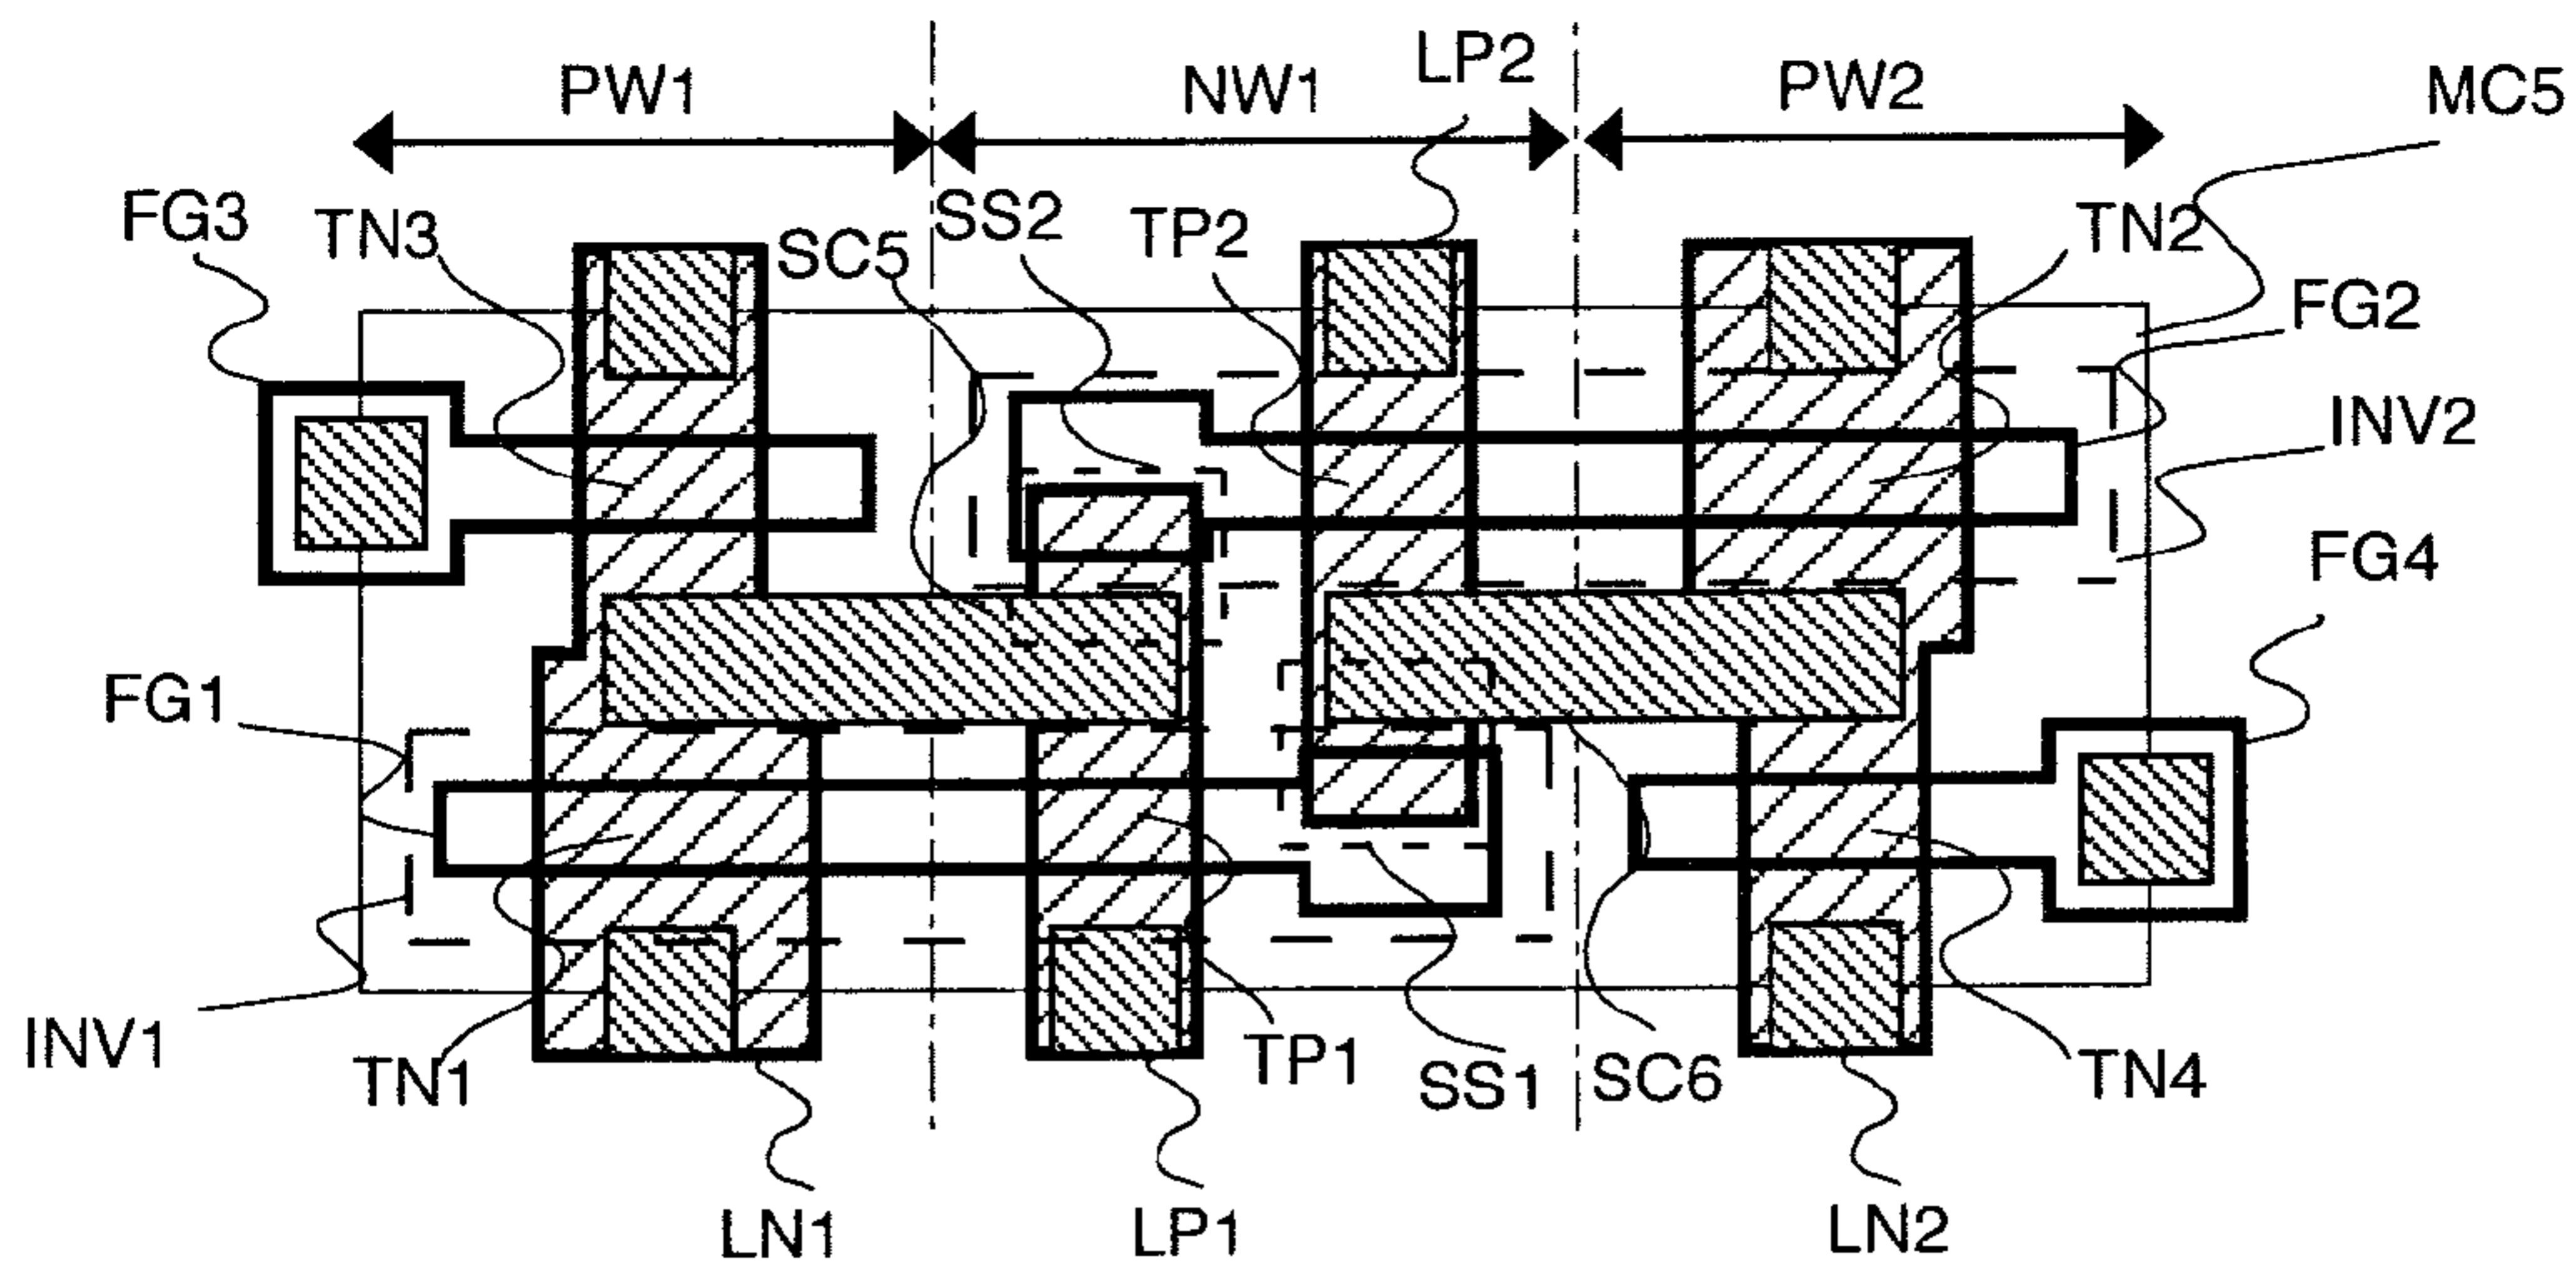 PW1 NW1 LP2 PW2 MC5
FG3 TN3 SC5 SS2 TP2 TN2
FG2
INV2
FG4
FG1
INV1 TN1 TP1 SS1 SC6 TN4
LN1 LP1 LN2